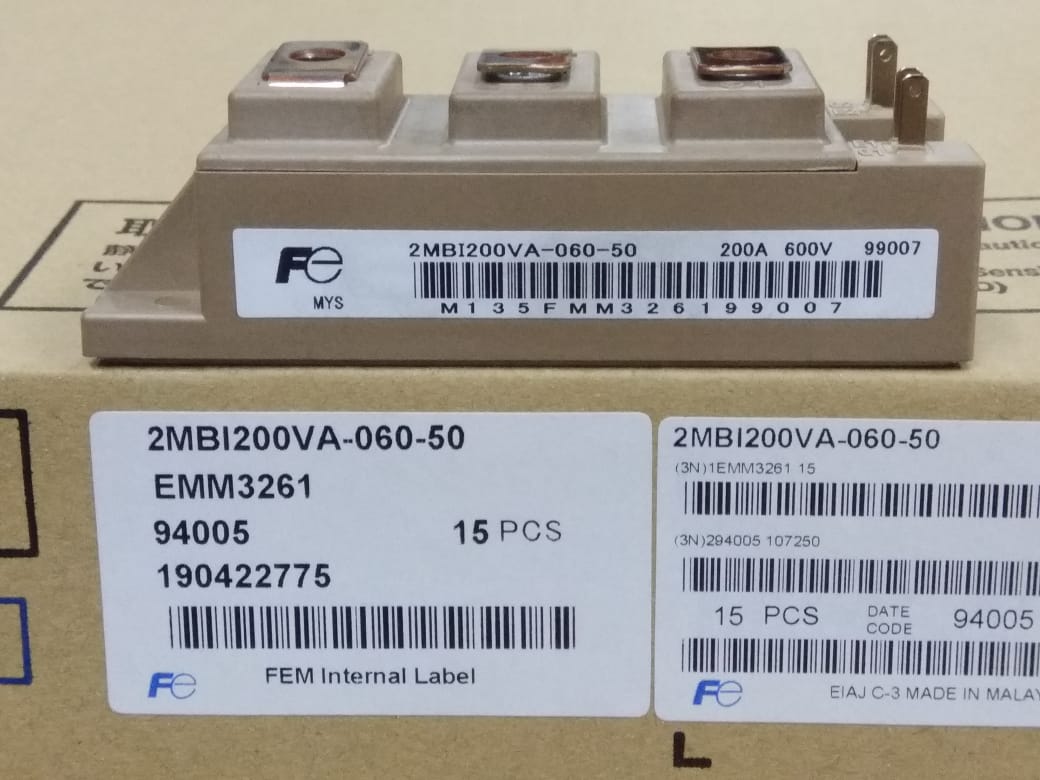 Fe
MYS
2MBI200VA-060-50 200A 600V 99007
M135FMM326199007
2MBI200VA-060-50
EMM3261
94005 15 PCS
190422775
Fe FEM Internal Label
2MBI200VA-060-50
(3N)1EMM3261 15
(3N)294005 107250
15 PCS DATE CODE 94005
Fe EIAJ C-3 MADE IN MALAY